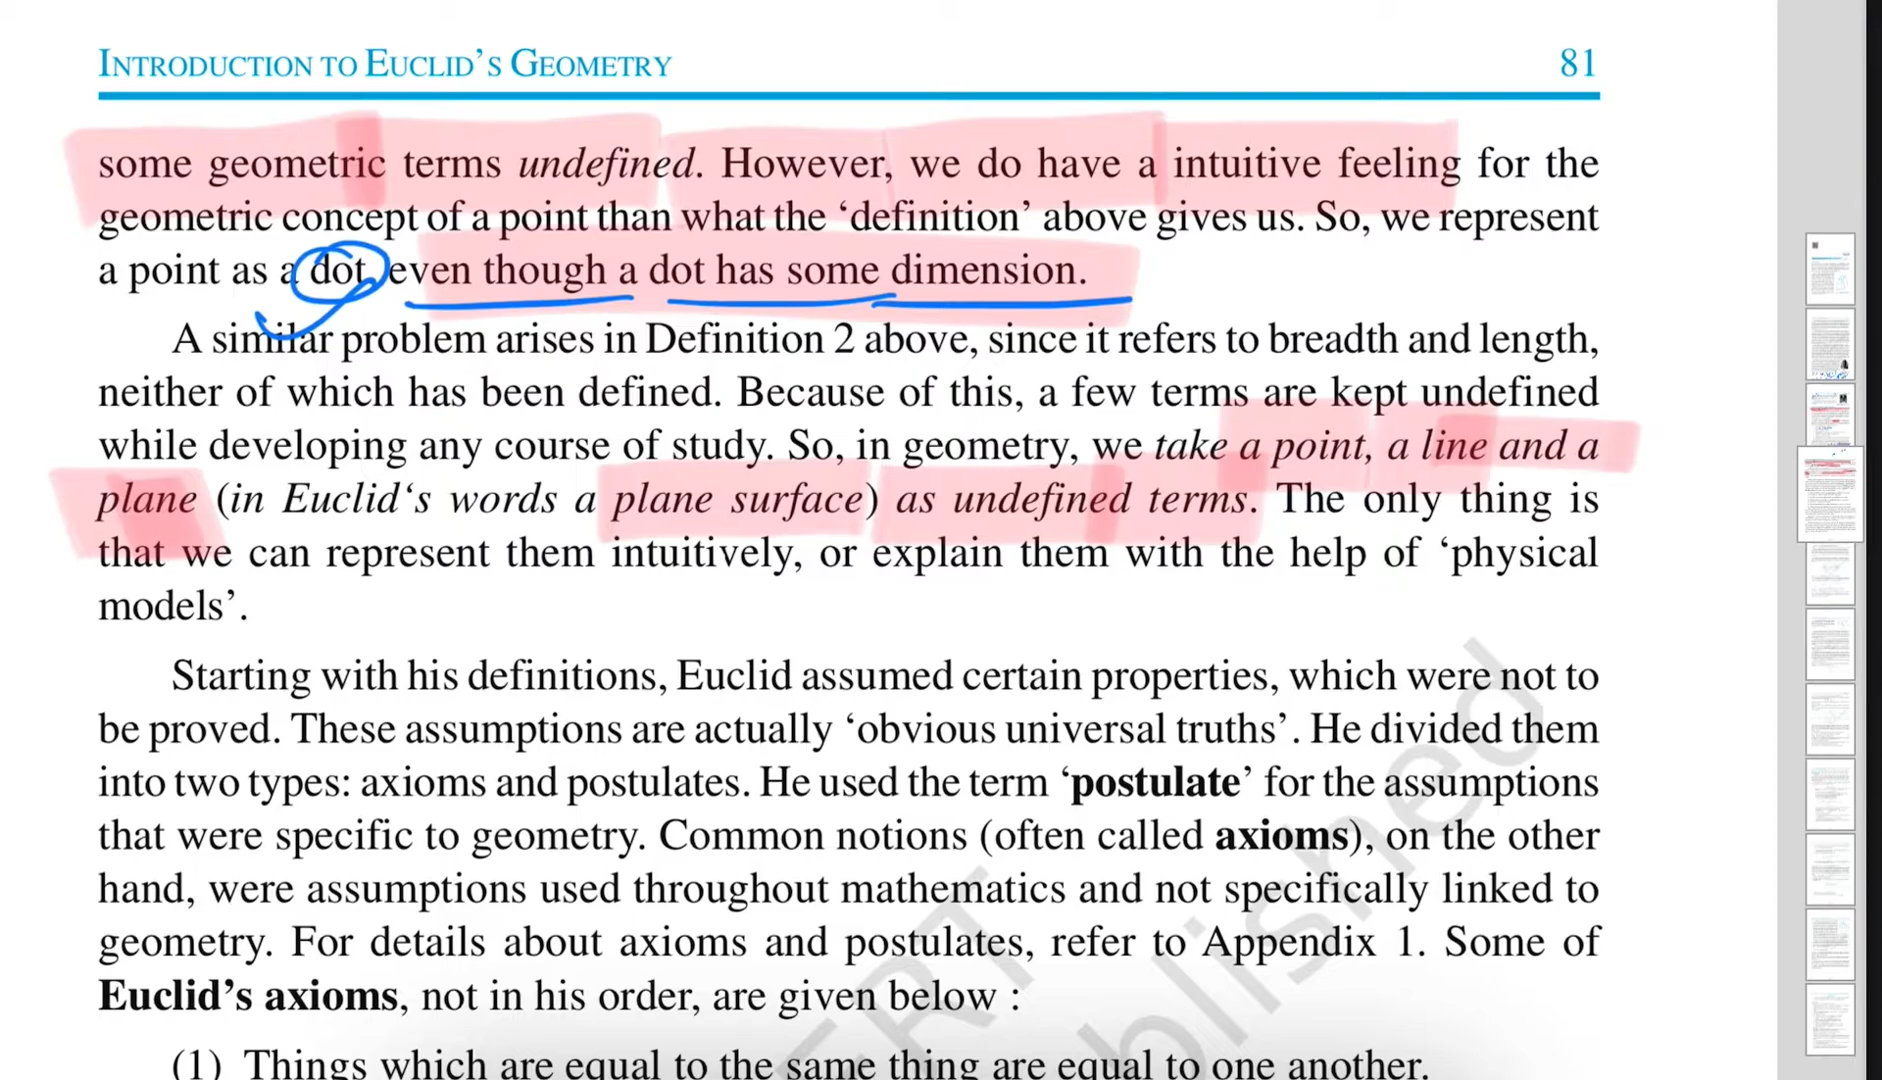 INTRODUCTION TO EUCLID'S GEOMETRY 81
some geometric terms undefined. However, we do have a intuitive feeling for the
geometric concept of a point than what the ‘definition’ above gives us. So, we represent
a point as a dot, even though a dot has some dimension.
A similar problem arises in Definition 2 above, since it refers to breadth and length,
neither of which has been defined. Because of this, a few terms are kept undefined
while developing any course of study. So, in geometry, we take a point, a line and a
plane (in Euclid‘s words a plane surface) as undefined terms. The only thing is
that we can represent them intuitively, or explain them with the help of ‘physical
models’.
Starting with his definitions, Euclid assumed certain properties, which were not to
be proved. These assumptions are actually ‘obvious universal truths’. He divided them
into two types: axioms and postulates. He used the term ‘postulate’ for the assumptions
that were specific to geometry. Common notions (often called axioms), on the other
hand, were assumptions used throughout mathematics and not specifically linked to
geometry. For details about axioms and postulates, refer to Appendix 1. Some of
Euclid’s axioms, not in his order, are given below :
(1) Things which are equal to the same thing are equal to one another.